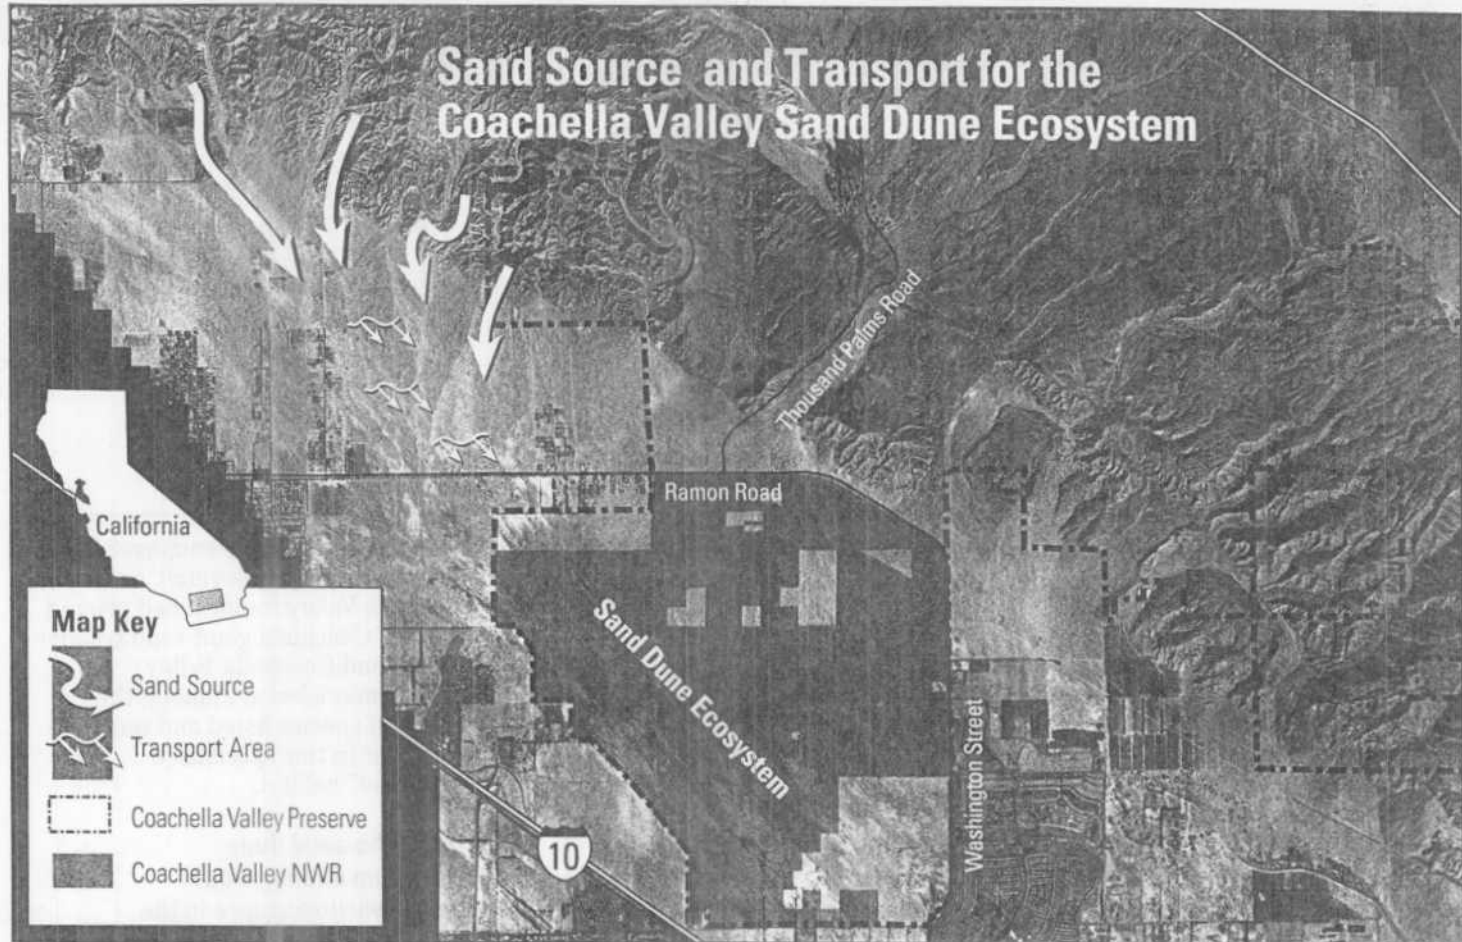 Sand Source and Transport for the
Coachella Valley Sand Dune Ecosystem
Thousand Palms Road
Ramon Road
California
Sand Dune Ecosystem
Washington Street
10
Map Key
Sand Source
Transport Area
Coachella Valley Preserve
Coachella Valley NWR